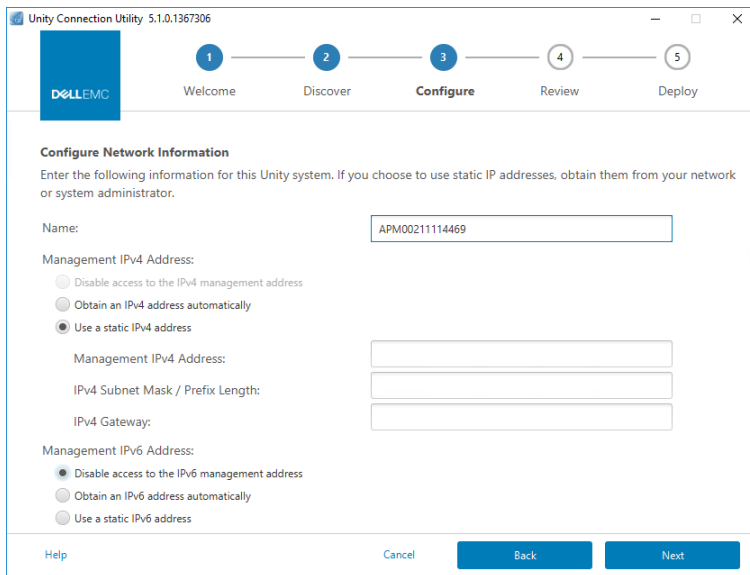 Unity Connection Utility 5.1.0.1367306
1 2 3 4 5
DELLEMC
Welcome Discover Configure Review Deploy
Configure Network Information
Enter the following information for this Unity system. If you choose to use static IP addresses, obtain them from your network
or system administrator.
Name: APM00211114469
Management IPv4 Address:
Disable access to the IPv4 management address
Obtain an IPv4 address automatically
Use a static IPv4 address
Management IPv4 Address:
IPv4 Subnet Mask / Prefix Length:
IPv4 Gateway:
Management IPv6 Address:
Disable access to the IPv6 management address
Obtain an IPv6 address automatically
Use a static IPv6 address
Help Cancel Back Next